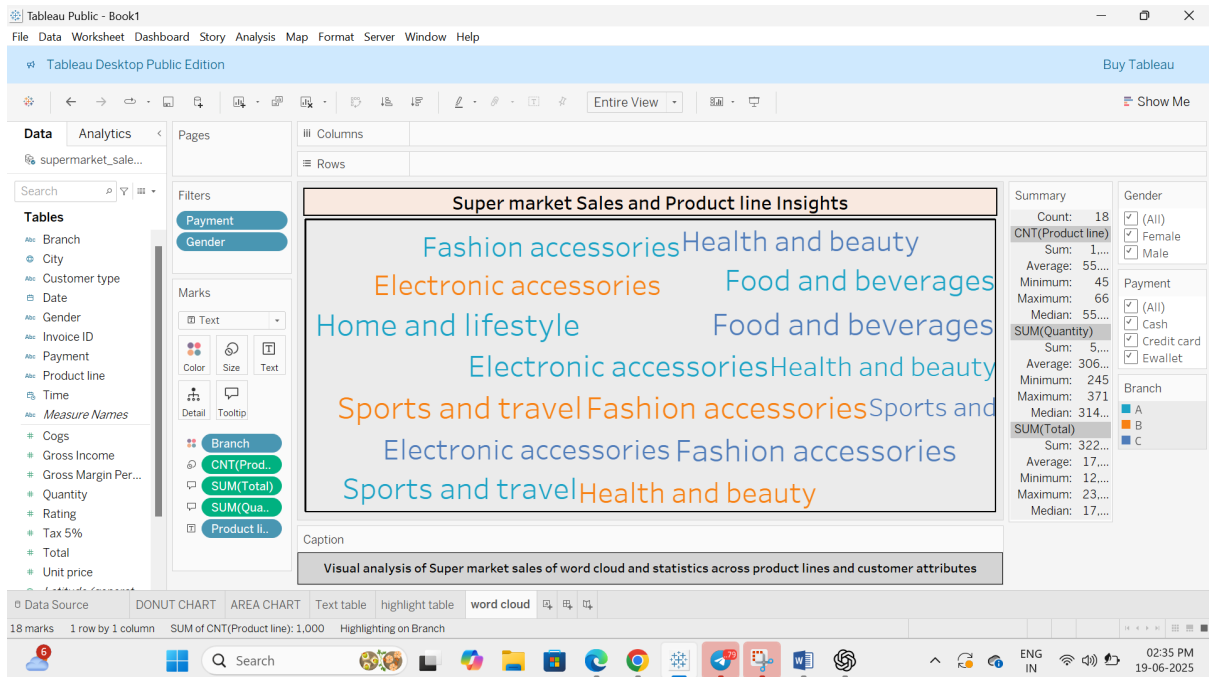 Tableau Public - Book1
File Data Worksheet Dashboard Story Analysis Map Format Server Window Help
Tableau Desktop Public Edition
Buy Tableau
Entire View
Show Me
Data Analytics
supermarket_sale...
Search
Tables
Abc Branch
City
Abc Customer type
Date
Abc Gender
Abc Invoice ID
Abc Payment
Abc Product line
Time
Abc Measure Names
# Cogs
# Gross Income
# Gross Margin Per...
# Quantity
# Rating
# Tax 5%
# Total
# Unit price
Pages
Filters
Payment
Gender
Marks
Text
Color Size Text
Detail Tooltip
Branch
CNT(Prod..
SUM(Total)
SUM(Qua..
Product li..
Columns
Rows
Super market Sales and Product line Insights
Fashion accessories Health and beauty
Electronic accessories Food and beverages
Home and lifestyle Food and beverages
Electronic accessories Health and beauty
Sports and travel Fashion accessories Sports and
Electronic accessories Fashion accessories
Sports and travel Health and beauty
Caption
Visual analysis of Super market sales of word cloud and statistics across product lines and customer attributes
Summary
Count: 18
CNT(Product line)
Sum: 1,...
Average: 55....
Minimum: 45
Maximum: 66
Median: 55....
SUM(Quantity)
Sum: 5,...
Average: 306...
Minimum: 245
Maximum: 371
Median: 314...
SUM(Total)
Sum: 322...
Average: 17,...
Minimum: 12,...
Maximum: 23,...
Median: 17,...
Gender
(All)
Female
Male
Payment
(All)
Cash
Credit card
Ewallet
Branch
A
B
C
Data Source DONUT CHART AREA CHART Text table highlight table word cloud
18 marks 1 row by 1 column SUM of CNT(Product line): 1,000 Highlighting on Branch
6
Search
79
ENG
IN
02:35 PM
19-06-2025